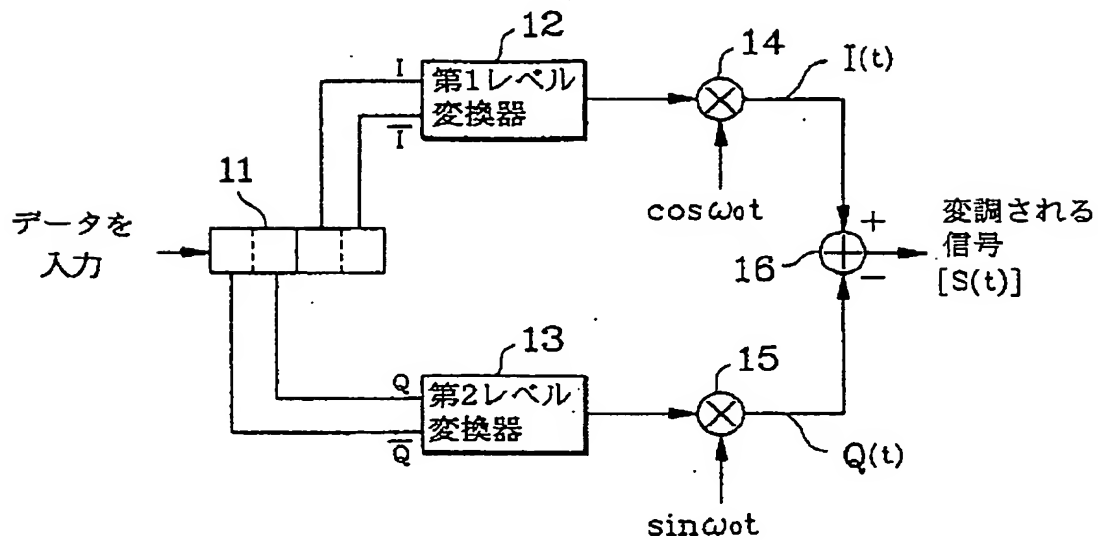 12
I
第1レベル
変換器
I̅
14
I(t)
cosω0t
11
データを
入力
+
16
−
変調される
信号
[S(t)]
13
Q
第2レベル
変換器
Q̅
15
Q(t)
sinω0t